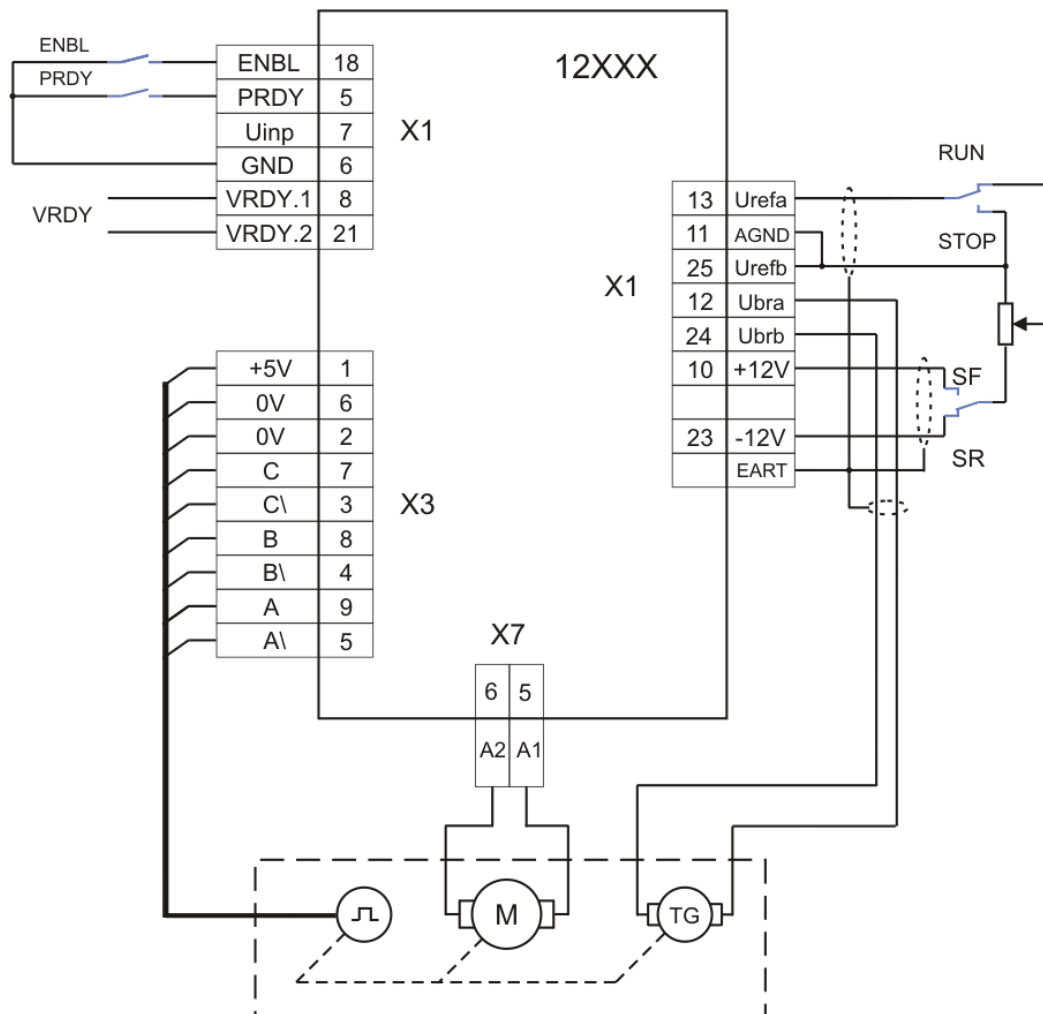 12XXX
ENBL
PRDY
VRDY
ENBL 18
PRDY 5
Uinp 7
GND 6
VRDY.1 8
VRDY.2 21
X1
RUN
STOP
13 Urefa
11 AGND
25 Urefb
12 Ubra
24 Ubrb
10 +12V
23 -12V
EART
X1
SF
SR
+5V 1
0V 6
0V 2
C 7
C\ 3
B 8
B\ 4
A 9
A\ 5
X3
X7
6 5
A2 A1
M
TG